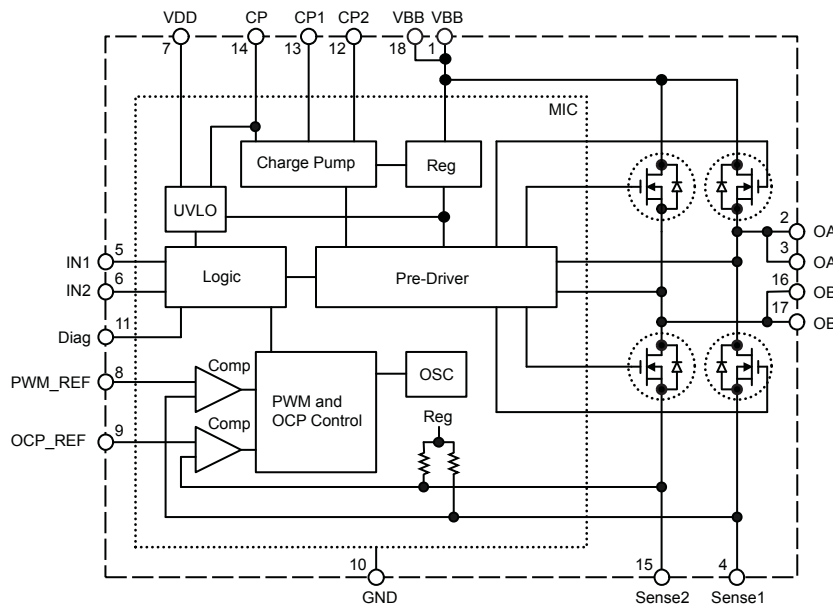 VDD CP CP1 CP2 VBB VBB
7 14 13 12 18 1
MIC
Charge Pump
Reg
UVLO
2
OA
5
IN1
Logic
Pre-Driver
3
OA
6
IN2
16
OB
17
OB
11
Diag
Comp
8
PWM_REF
PWM and
OCP Control
OSC
Comp
Reg
9
OCP_REF
10 15 4
GND Sense2 Sense1